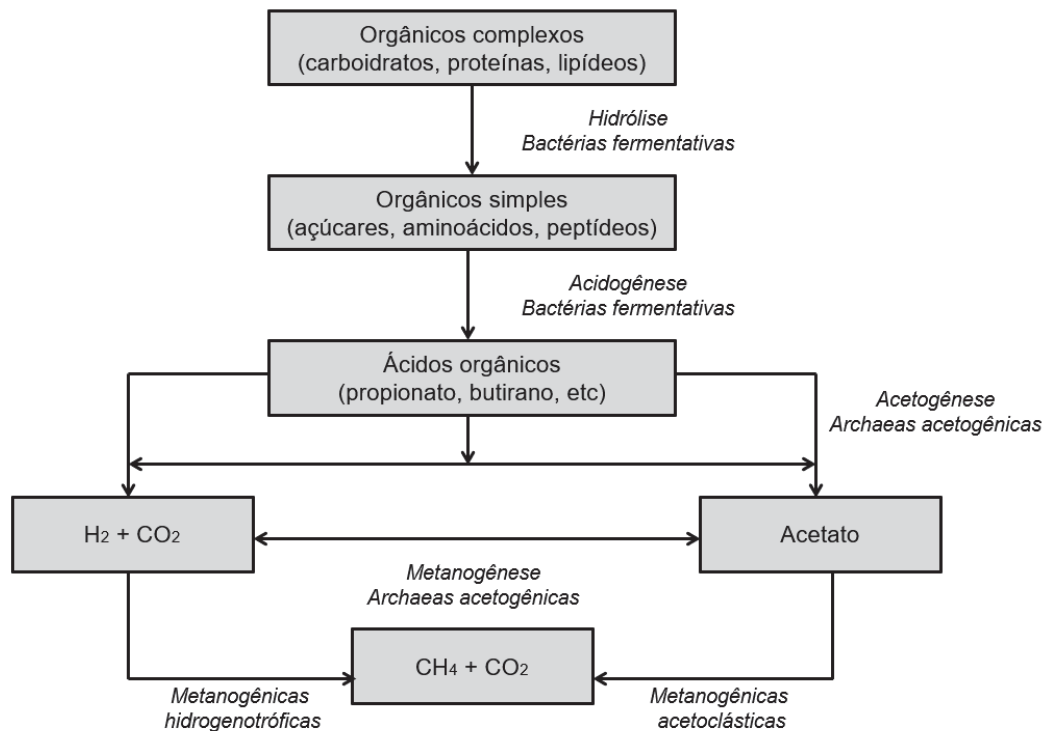 Orgânicos complexos
(carboidratos, proteínas, lipídeos)
Hidrólise
Bactérias fermentativas
Orgânicos simples
(açúcares, aminoácidos, peptídeos)
Acidogênese
Bactérias fermentativas
Ácidos orgânicos
(propionato, butirano, etc)
Acetogênese
Archaeas acetogênicas
H2 + CO2
Acetato
Metanogênese
Archaeas acetogênicas
CH4 + CO2
Metanogênicas
hidrogenotróficas
Metanogênicas
acetoclásticas